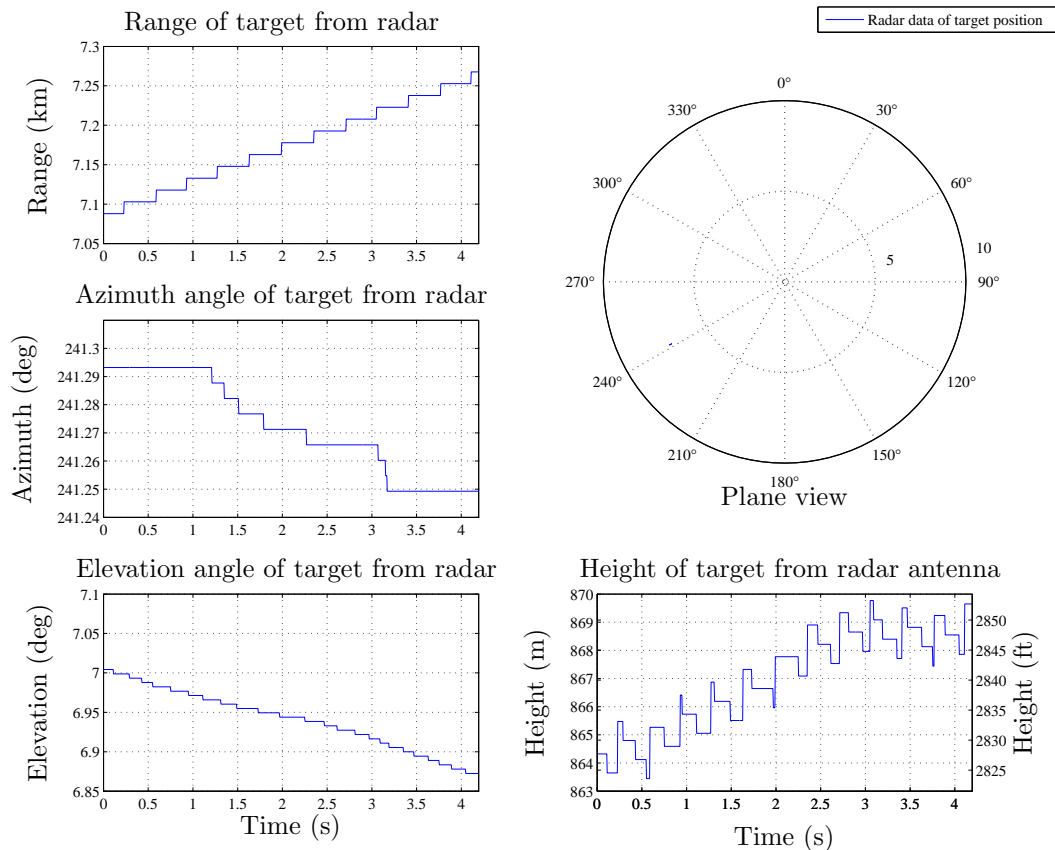 Radar data of target position
Range of target from radar
Range (km)
7.3
7.25
7.2
7.15
7.1
7.05
0 0.5 1 1.5 2 2.5 3 3.5 4
Azimuth angle of target from radar
Azimuth (deg)
241.3
241.29
241.28
241.27
241.26
241.25
241.24
0 0.5 1 1.5 2 2.5 3 3.5 4
0°
30°
60°
90°
120°
150°
180°
210°
240°
270°
300°
330°
5
10
Plane view
Elevation angle of target from radar
Elevation (deg)
7.1
7.05
7
6.95
6.9
6.85
0 0.5 1 1.5 2 2.5 3 3.5 4
Time (s)
Height of target from radar antenna
Height (m)
870
869
868
867
866
865
864
863
0 0.5 1 1.5 2 2.5 3 3.5 4
2850
2845
2840
2835
2830
2825
Height (ft)
Time (s)